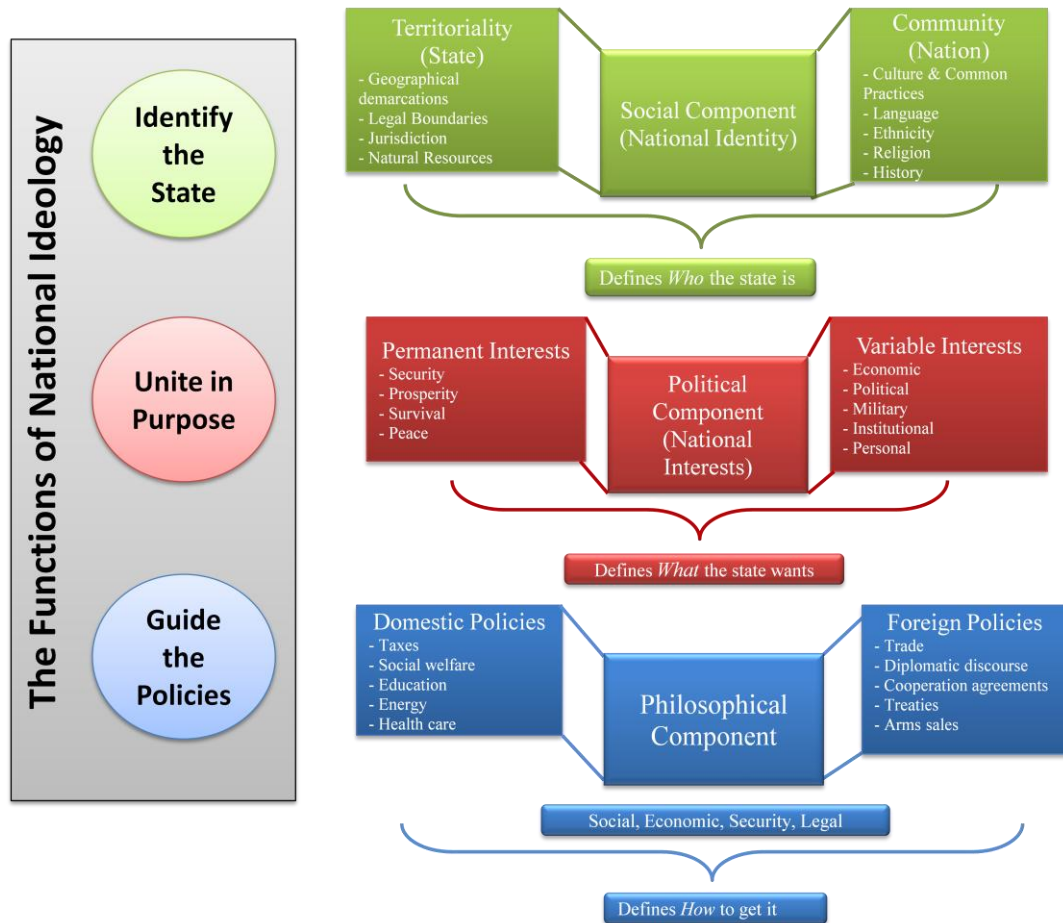 The Functions of National Ideology
Identify
the
State
Unite in
Purpose
Guide
the
Policies
Territoriality
(State)
- Geographical
demarcations
- Legal Boundaries
- Jurisdiction
- Natural Resources
Social Component
(National Identity)
Community
(Nation)
- Culture & Common
Practices
- Language
- Ethnicity
- Religion
- History
Defines Who the state is
Permanent Interests
- Security
- Prosperity
- Survival
- Peace
Political
Component
(National
Interests)
Variable Interests
- Economic
- Political
- Military
- Institutional
- Personal
Defines What the state wants
Domestic Policies
- Taxes
- Social welfare
- Education
- Energy
- Health care
Philosophical
Component
Foreign Policies
- Trade
- Diplomatic discourse
- Cooperation agreements
- Treaties
- Arms sales
Social, Economic, Security, Legal
Defines How to get it